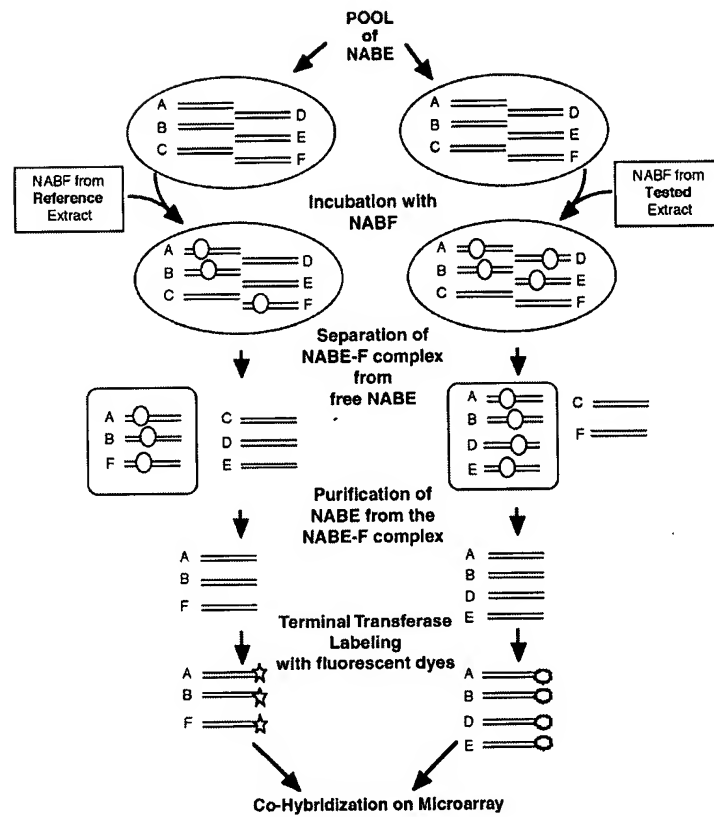 POOL
of
NABE
A
B
C
D
E
F
A
B
C
D
E
F
NABF from
Reference
Extract
Incubation with
NABF
NABF from
Tested
Extract
A
B
C
D
E
F
A
B
C
D
E
F
Separation of
NABE-F complex
from
free NABE
A
B
F
C
D
E
A
B
D
E
C
F
Purification of
NABE from the
NABE-F complex
A
B
F
A
B
D
E
Terminal Transferase
Labeling
with fluorescent dyes
A
B
F
A
B
D
E
Co-Hybridization on Microarray